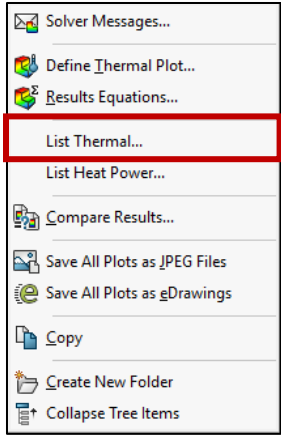 Solver Messages...
Define Thermal Plot...
Results Equations...
List Thermal...
List Heat Power...
Compare Results...
Save All Plots as JPEG Files
Save All Plots as eDrawings
Copy
Create New Folder
Collapse Tree Items